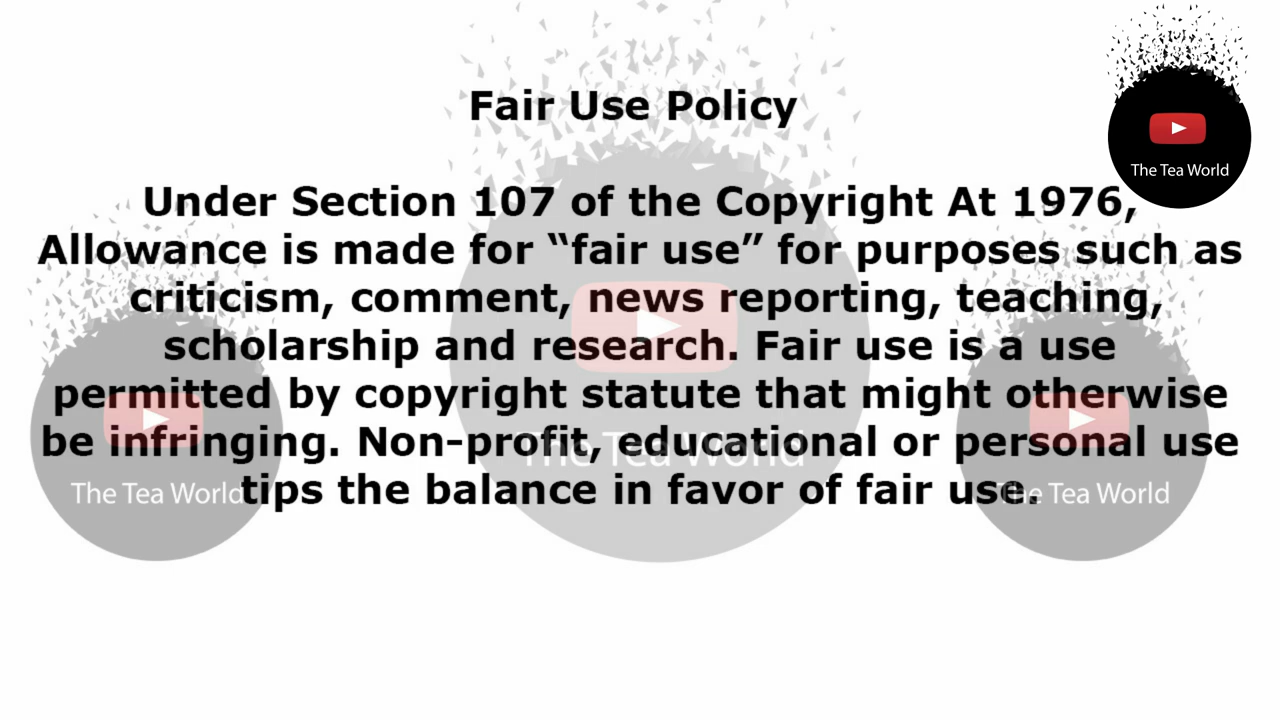 Fair Use Policy
The Tea World
Under Section 107 of the Copyright At 1976,
Allowance is made for “fair use” for purposes such as
criticism, comment, news reporting, teaching,
scholarship and research. Fair use is a use
permitted by copyright statute that might otherwise
be infringing. Non-profit, educational or personal use
tips the balance in favor of fair use.
The Tea World
The Tea World
The Tea World